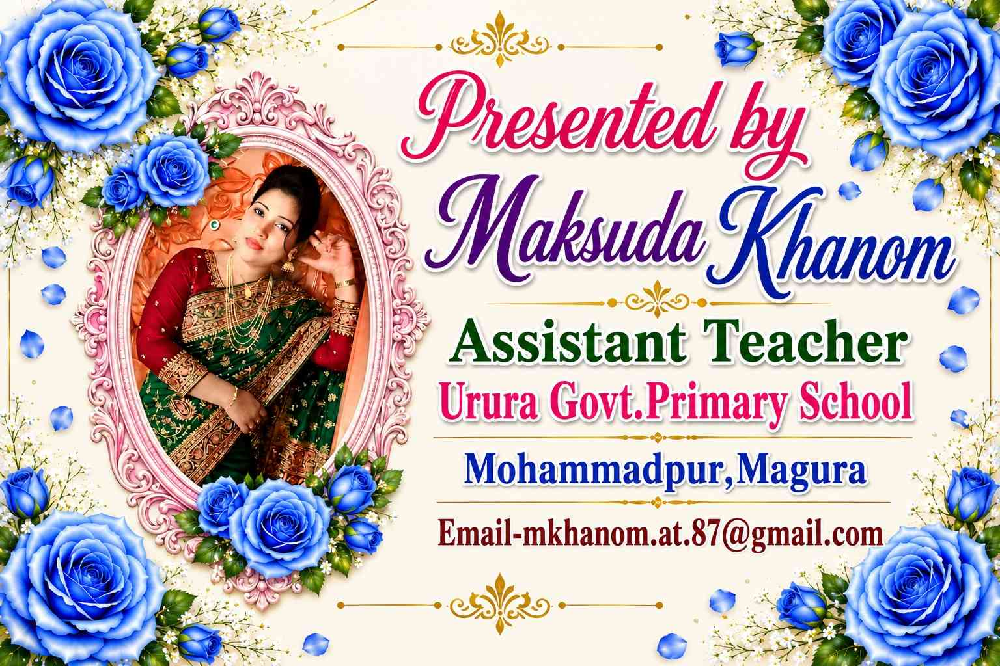 Presented by
Maksuda Khanom
Assistant Teacher
Urura Govt.Primary School
Mohammadpur,Magura
Email-mkhanom.at.87@gmail.com